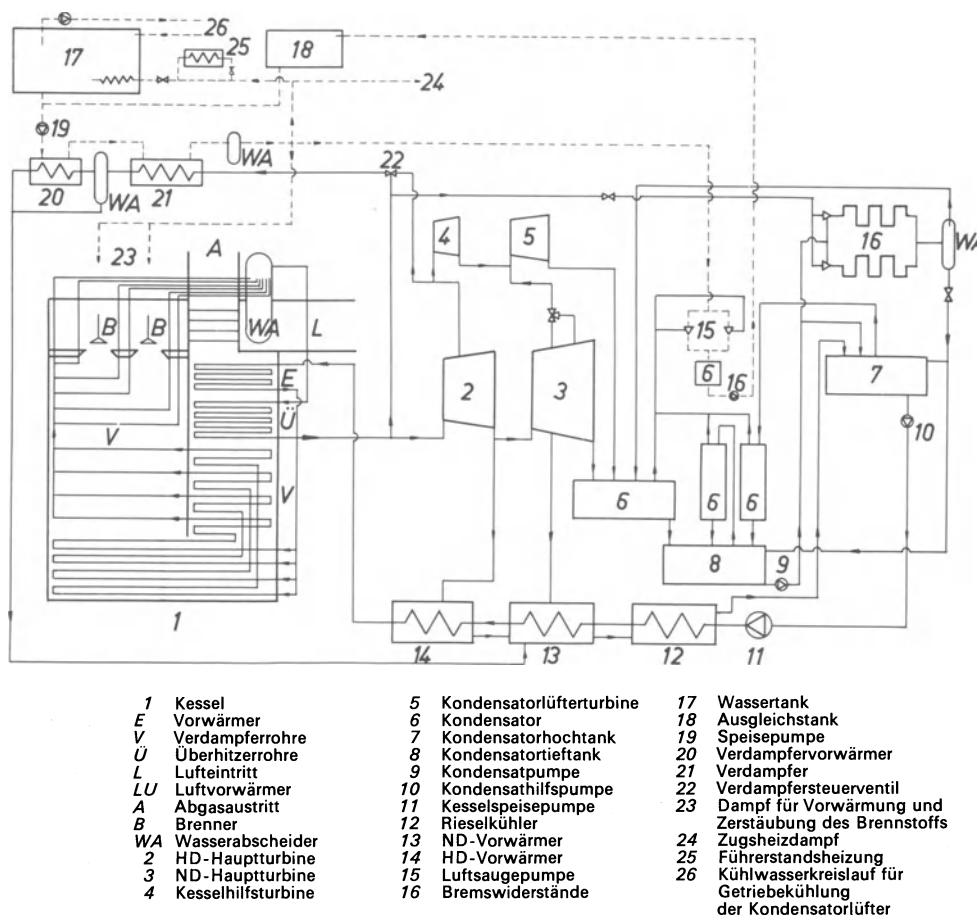 26
17
25
18
24
19
WA
22
20
WA
21
4
5
16
WA
23
A
B
B
WA
L
15
E
2
3
6
16
7
Ü
10
V
V
6
6
6
8
9
1
14
13
12
11
1 Kessel
E Vorwärmer
V Verdampferrohre
Ü Überhitzerrohre
L Lufteintritt
LU Luftvorwärmer
A Abgasaustritt
B Brenner
WA Wasserabscheider
2 HD-Hauptturbine
3 ND-Hauptturbine
4 Kesselhilfsturbine
5 Kondensatorlüfterturbine
6 Kondensator
7 Kondensatorhochtank
8 Kondensatortieftank
9 Kondensatpumpe
10 Kondensathilfspumpe
11 Kesselspeisepumpe
12 Rieselkühler
13 ND-Vorwärmer
14 HD-Vorwärmer
15 Luftsaugepumpe
16 Bremswiderstände
17 Wassertank
18 Ausgleichstank
19 Speisepumpe
20 Verdampfervorwärmer
21 Verdampfer
22 Verdampfersteuerventil
23 Dampf für Vorwärmung und
Zerstäubung des Brennstoffs
24 Zugsheizdampf
25 Führerstandsheizung
26 Kühlwasserkreislauf für
Getriebekühlung
der Kondensatorlüfter